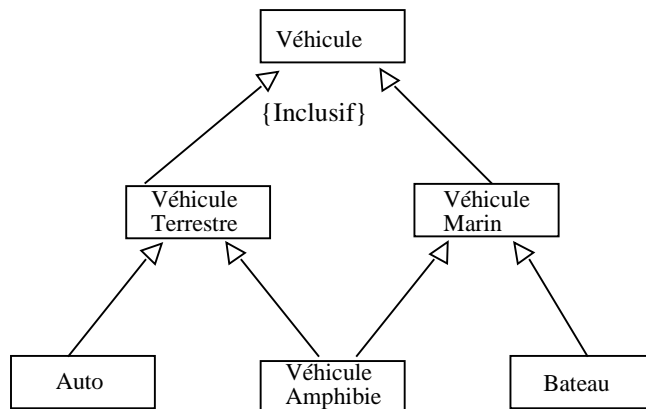 Véhicule
{Inclusif}
Véhicule
Terrestre
Véhicule
Marin
Auto
Véhicule
Amphibie
Bateau